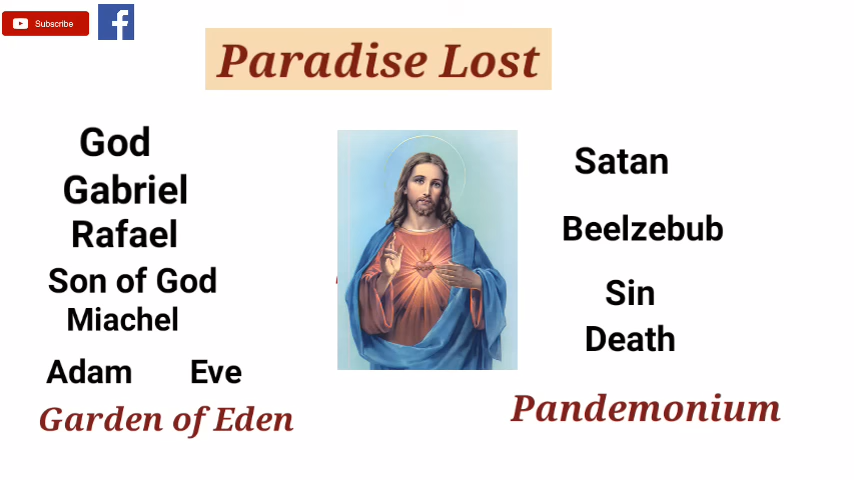 Subscribe
Paradise Lost
God
Gabriel
Rafael
Son of God
Miachel
Adam Eve
Garden of Eden
Satan
Beelzebub
Sin
Death
Pandemonium